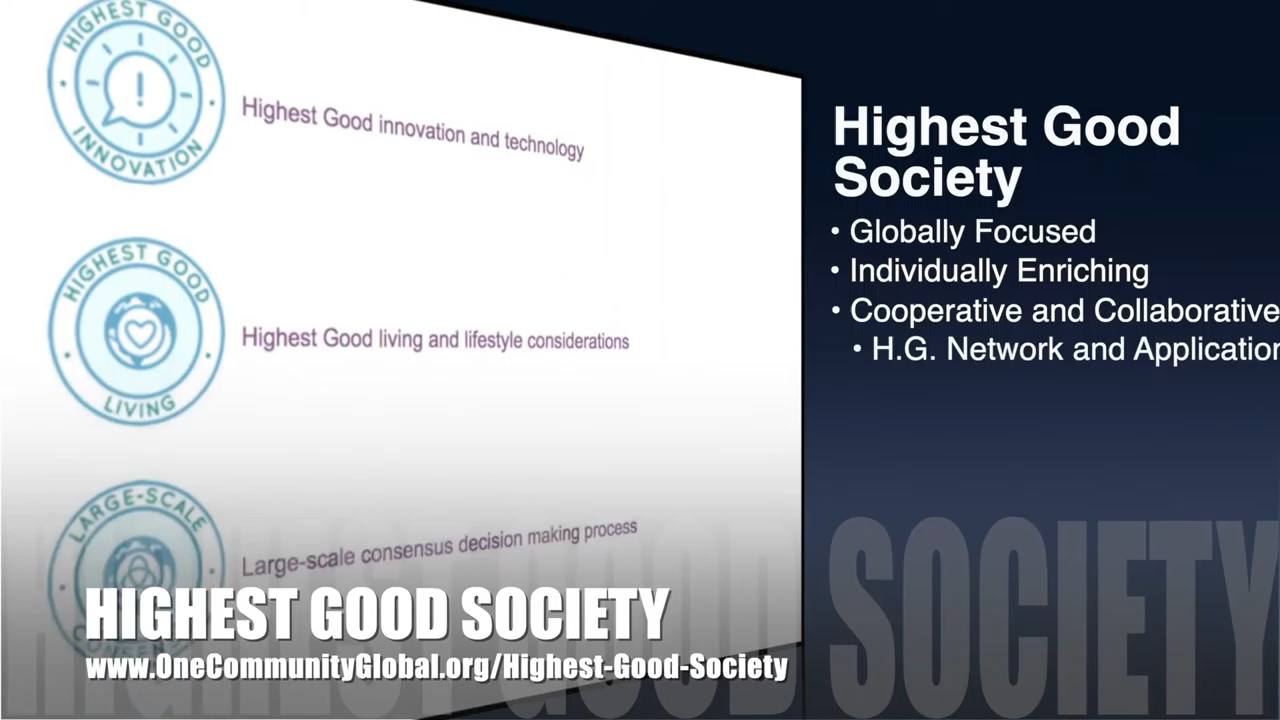 HIGHEST GOOD
INNOVATION
Highest Good innovation and technology
HIGHEST GOOD
LIVING
Highest Good living and lifestyle considerations
LARGE-SCALE
Large-scale consensus decision making process
Highest Good
Society
• Globally Focused
• Individually Enriching
• Cooperative and Collaborative
• H.G. Network and Application
HIGHEST GOOD SOCIETY
HIGHEST GOOD SOCIETY
www.OneCommunityGlobal.org/Highest-Good-Society